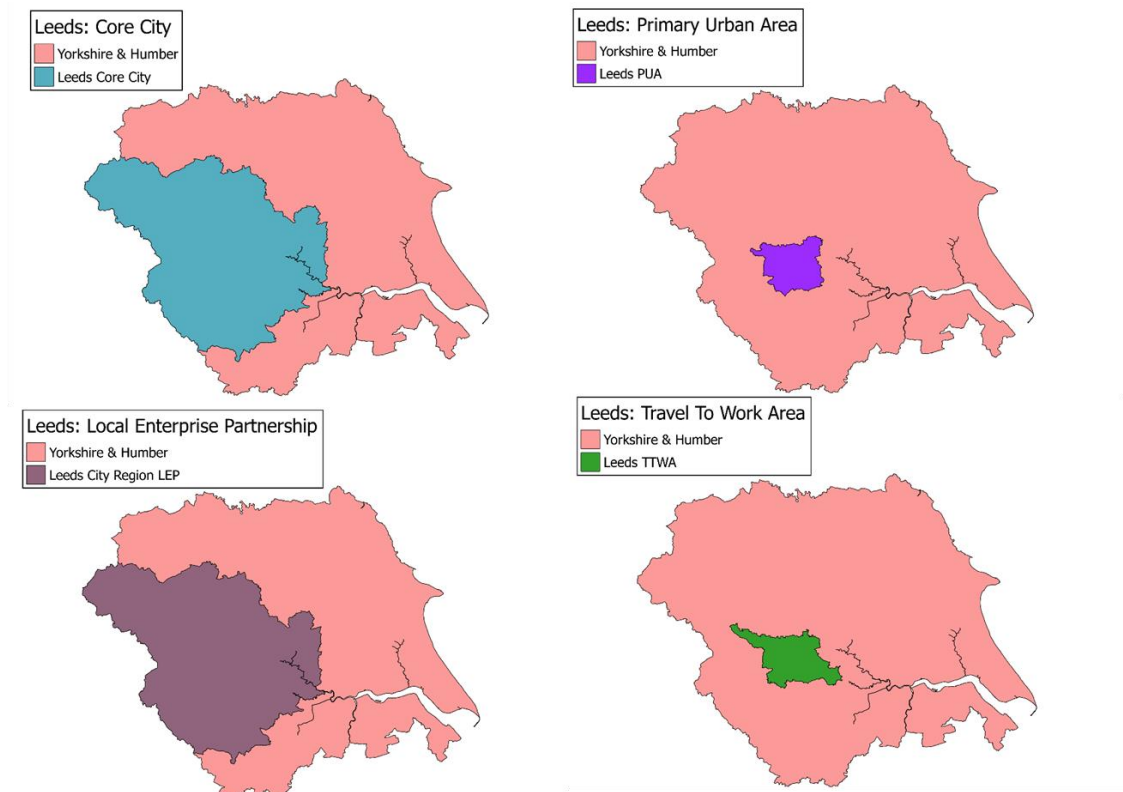 Leeds: Core City
Yorkshire & Humber
Leeds Core City
Leeds: Primary Urban Area
Yorkshire & Humber
Leeds PUA
Leeds: Local Enterprise Partnership
Yorkshire & Humber
Leeds City Region LEP
Leeds: Travel To Work Area
Yorkshire & Humber
Leeds TTWA